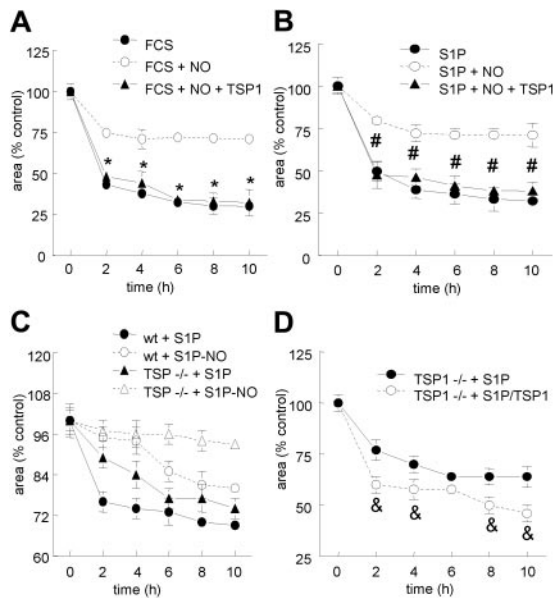 A
FCS
FCS + NO
FCS + NO + TSP1
area (% control)
125
100
75
50
25
0
* * * * *
0 2 4 6 8 10
time (h)
B
S1P
S1P + NO
S1P + NO + TSP1
area (% control)
125
100
75
50
25
0
# # # # #
0 2 4 6 8 10
time (h)
C
wt + S1P
wt + S1P-NO
TSP -/- + S1P
TSP -/- + S1P-NO
area (% control)
120
108
96
84
72
60
0 2 4 6 8 10
time (h)
D
TSP1 -/- + S1P
TSP1 -/- + S1P/TSP1
area (% control)
125
100
75
50
25
& & & &
0 2 4 6 8 10
time (h)